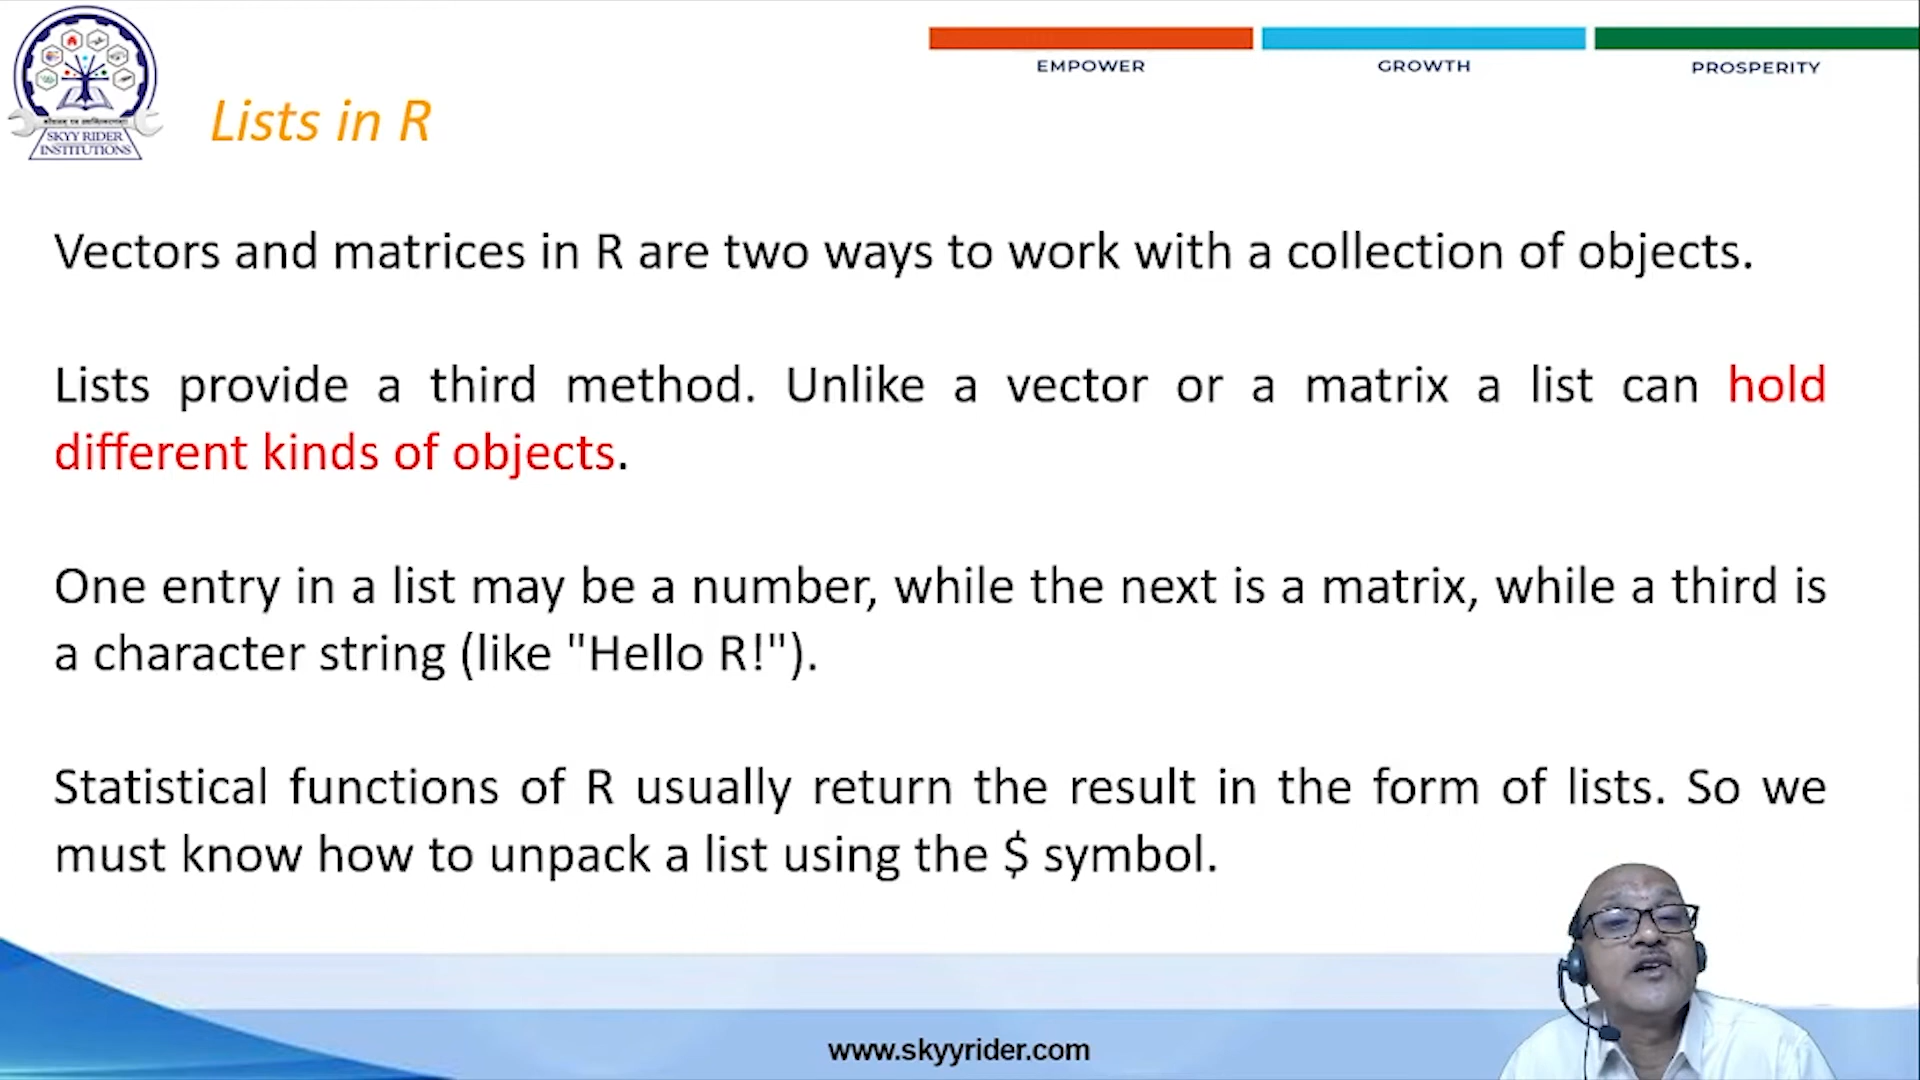 EMPOWER
GROWTH
PROSPERITY
SKYY RIDER
INSTITUTIONS
Lists in R
Vectors and matrices in R are two ways to work with a collection of objects.
Lists provide a third method. Unlike a vector or a matrix a list can hold
different kinds of objects.
One entry in a list may be a number, while the next is a matrix, while a third is
a character string (like "Hello R!").
Statistical functions of R usually return the result in the form of lists. So we
must know how to unpack a list using the $ symbol.
www.skyyrider.com